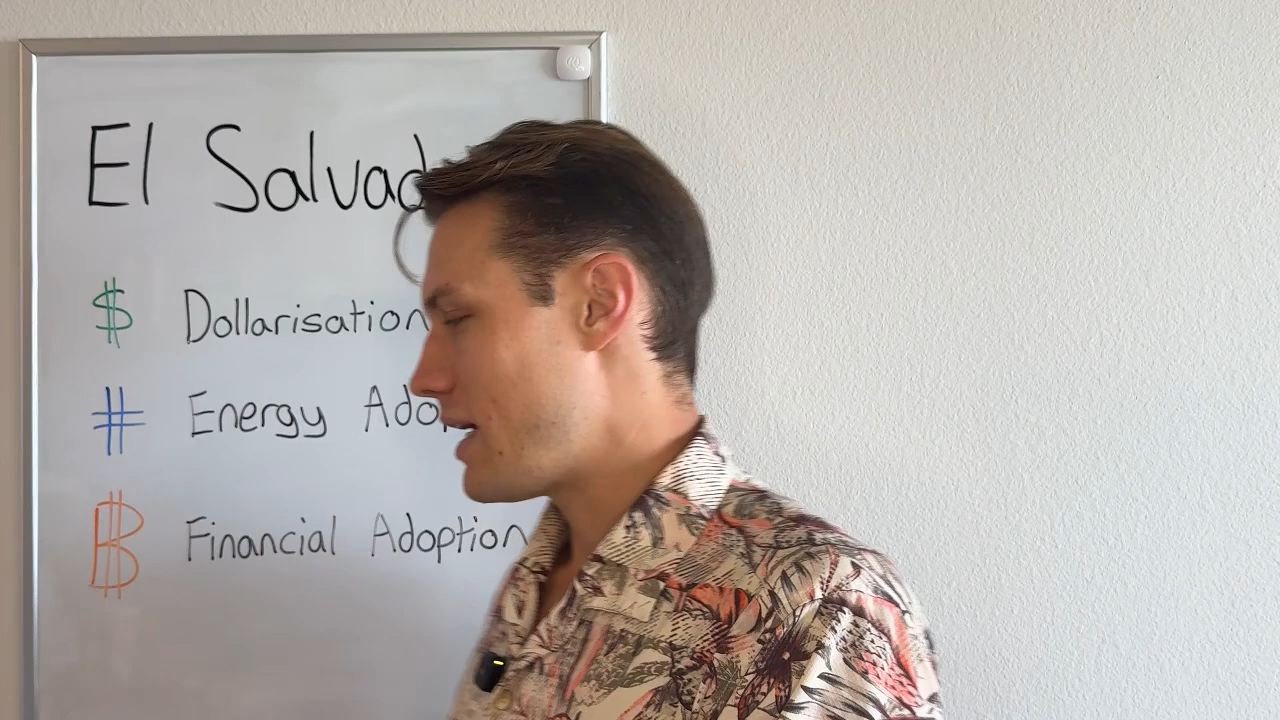 El Salvad
$ Dollarisation
# Energy Ado
₿ Financial Adoption